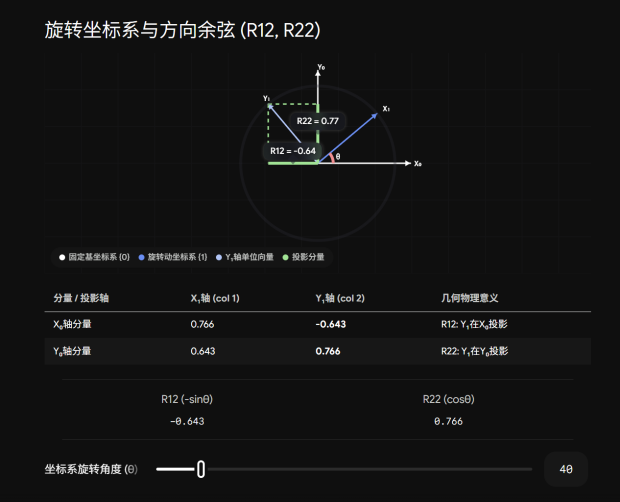 旋转坐标系与方向余弦 (R12, R22)
Y₀
Y₁
X₁
R22 = 0.77
R12 = -0.64
θ
X₀
固定基坐标系 (0) 旋转动坐标系 (1) Y₁轴单位向量 投影分量
分量 / 投影轴 X₁轴 (col 1) Y₁轴 (col 2) 几何物理意义
X₀轴分量 0.766 -0.643 R12: Y₁在X₀投影
Y₀轴分量 0.643 0.766 R22: Y₁在Y₀投影
R12 (-sinθ) R22 (cosθ)
-0.643 0.766
坐标系旋转角度 (θ) 40